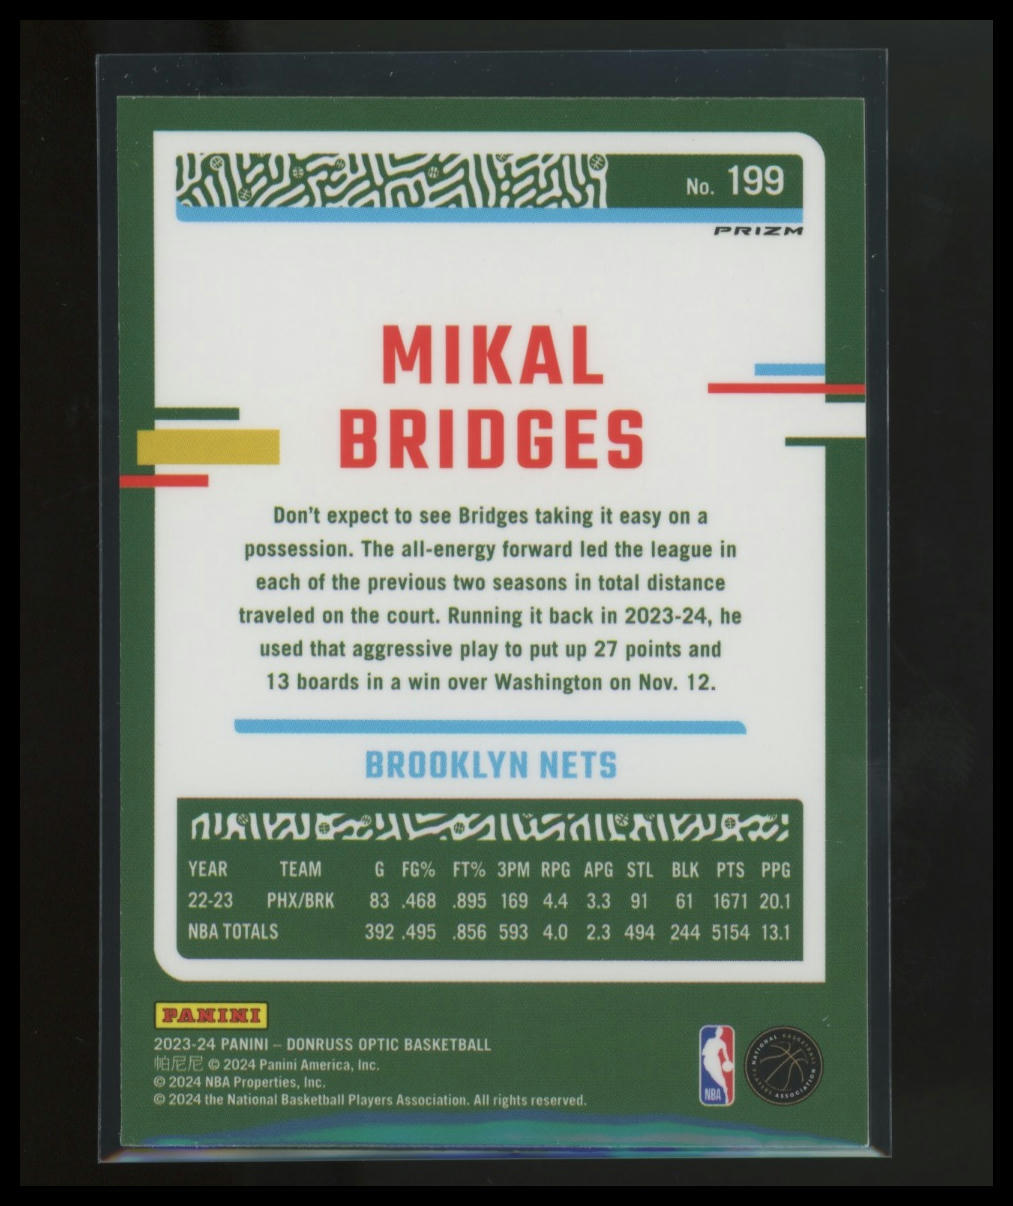 No. 199
PRIZM
MIKAL
BRIDGES
Don't expect to see Bridges taking it easy on a
possession. The all-energy forward led the league in
each of the previous two seasons in total distance
traveled on the court. Running it back in 2023-24, he
used that aggressive play to put up 27 points and
13 boards in a win over Washington on Nov. 12.
BROOKLYN NETS
YEAR TEAM G FG% FT% 3PM RPG APG STL BLK PTS PPG
22-23 PHX/BRK 83 .468 .895 169 4.4 3.3 91 61 1671 20.1
NBA TOTALS 392 .495 .856 593 4.0 2.3 494 244 5154 13.1
PANINI
2023-24 PANINI – DONRUSS OPTIC BASKETBALL
帕尼尼 © 2024 Panini America, Inc.
© 2024 NBA Properties, Inc.
© 2024 the National Basketball Players Association. All rights reserved.
NBA
NATIONAL BASKETBALL PLAYERS ASSOCIATION